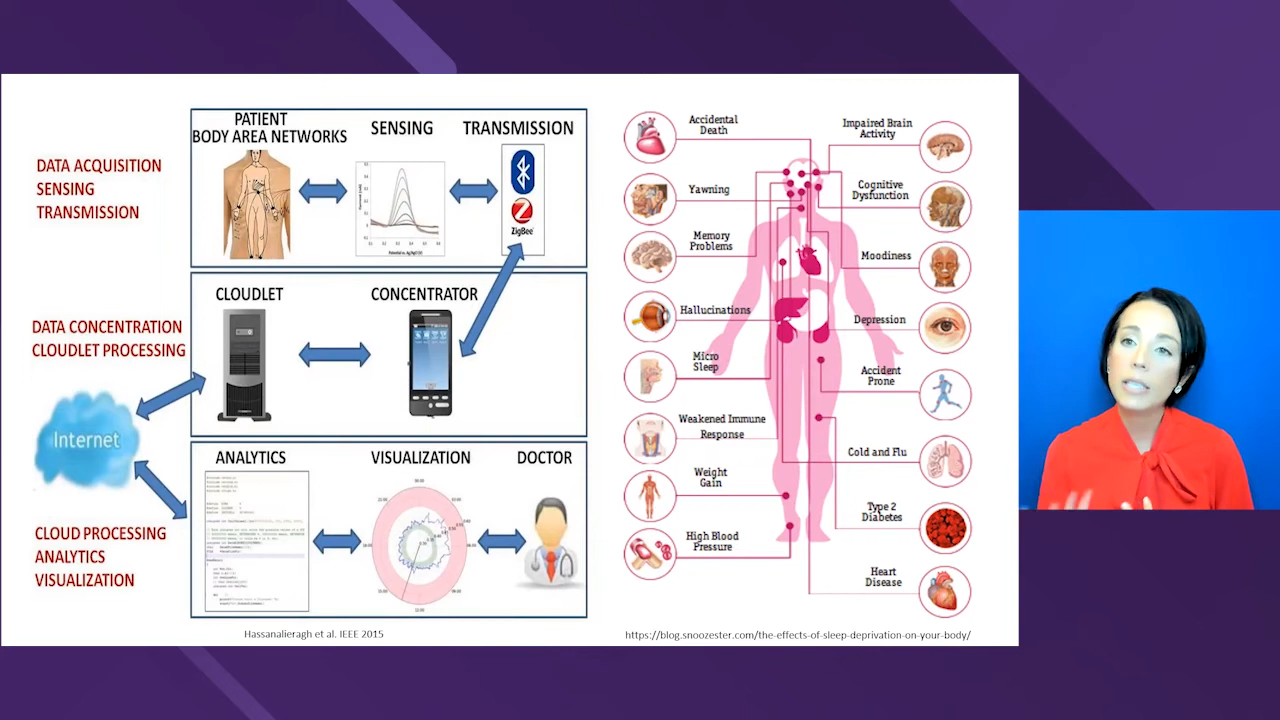 PATIENT
BODY AREA NETWORKS
SENSING
TRANSMISSION
DATA ACQUISITION
SENSING
TRANSMISSION
ZigBee
CLOUDLET
CONCENTRATOR
DATA CONCENTRATION
CLOUDLET PROCESSING
Internet
ANALYTICS
VISUALIZATION
DOCTOR
CLOUD PROCESSING
ANALYTICS
VISUALIZATION
Hassanalieragh et al. IEEE 2015
Accidental
Death
Yawning
Memory
Problems
Hallucinations
Micro
Sleep
Weakened Immune
Response
Weight
Gain
High Blood
Pressure
Impaired Brain
Activity
Cognitive
Dysfunction
Moodiness
Depression
Accident
Prone
Cold and Flu
Type 2
Diabetes
Heart
Disease
https://blog.snoozester.com/the-effects-of-sleep-deprivation-on-your-body/